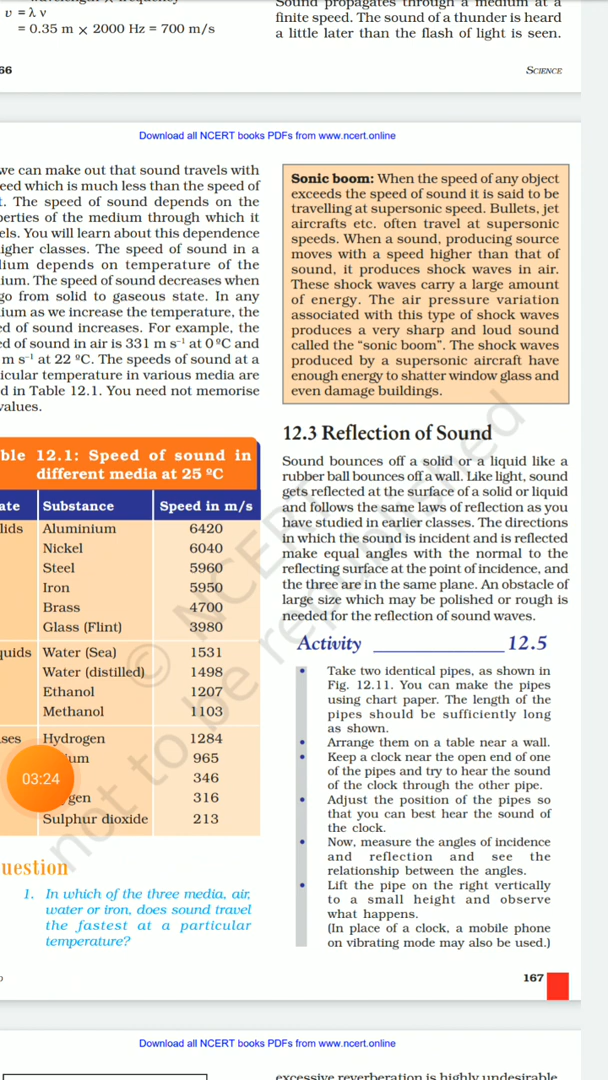 υ = λ ν
= 0.35 m × 2000 Hz = 700 m/s
finite speed. The sound of a thunder is heard
a little later than the flash of light is seen.
66
SCIENCE
Download all NCERT books PDFs from www.ncert.online
we can make out that sound travels with
eed which is much less than the speed of
t. The speed of sound depends on the
perties of the medium through which it
els. You will learn about this dependence
igher classes. The speed of sound in a
lium depends on temperature of the
ium. The speed of sound decreases when
go from solid to gaseous state. In any
lium as we increase the temperature, the
ed of sound increases. For example, the
ed of sound in air is 331 m s⁻¹ at 0 ºC and
m s⁻¹ at 22 ºC. The speeds of sound at a
icular temperature in various media are
d in Table 12.1. You need not memorise
values.
ble 12.1: Speed of sound in
different media at 25 ºC
ate Substance Speed in m/s
lids Aluminium 6420
Nickel 6040
Steel 5960
Iron 5950
Brass 4700
Glass (Flint) 3980
quids Water (Sea) 1531
Water (distilled) 1498
Ethanol 1207
Methanol 1103
ses Hydrogen 1284
um 965
346
gen 316
Sulphur dioxide 213
03:24
uestion
1. In which of the three media, air,
water or iron, does sound travel
the fastest at a particular
temperature?
Sonic boom: When the speed of any object
exceeds the speed of sound it is said to be
travelling at supersonic speed. Bullets, jet
aircrafts etc. often travel at supersonic
speeds. When a sound, producing source
moves with a speed higher than that of
sound, it produces shock waves in air.
These shock waves carry a large amount
of energy. The air pressure variation
associated with this type of shock waves
produces a very sharp and loud sound
called the “sonic boom”. The shock waves
produced by a supersonic aircraft have
enough energy to shatter window glass and
even damage buildings.
12.3 Reflection of Sound
Sound bounces off a solid or a liquid like a
rubber ball bounces off a wall. Like light, sound
gets reflected at the surface of a solid or liquid
and follows the same laws of reflection as you
have studied in earlier classes. The directions
in which the sound is incident and is reflected
make equal angles with the normal to the
reflecting surface at the point of incidence, and
the three are in the same plane. An obstacle of
large size which may be polished or rough is
needed for the reflection of sound waves.
Activity ____________ 12.5
• Take two identical pipes, as shown in
Fig. 12.11. You can make the pipes
using chart paper. The length of the
pipes should be sufficiently long
as shown.
• Arrange them on a table near a wall.
• Keep a clock near the open end of one
of the pipes and try to hear the sound
of the clock through the other pipe.
• Adjust the position of the pipes so
that you can best hear the sound of
the clock.
• Now, measure the angles of incidence
and reflection and see the
relationship between the angles.
• Lift the pipe on the right vertically
to a small height and observe
what happens.
(In place of a clock, a mobile phone
on vibrating mode may also be used.)
© NCERT
not to be republished
167
Download all NCERT books PDFs from www.ncert.online
excessive reverberation is highly undesirable.